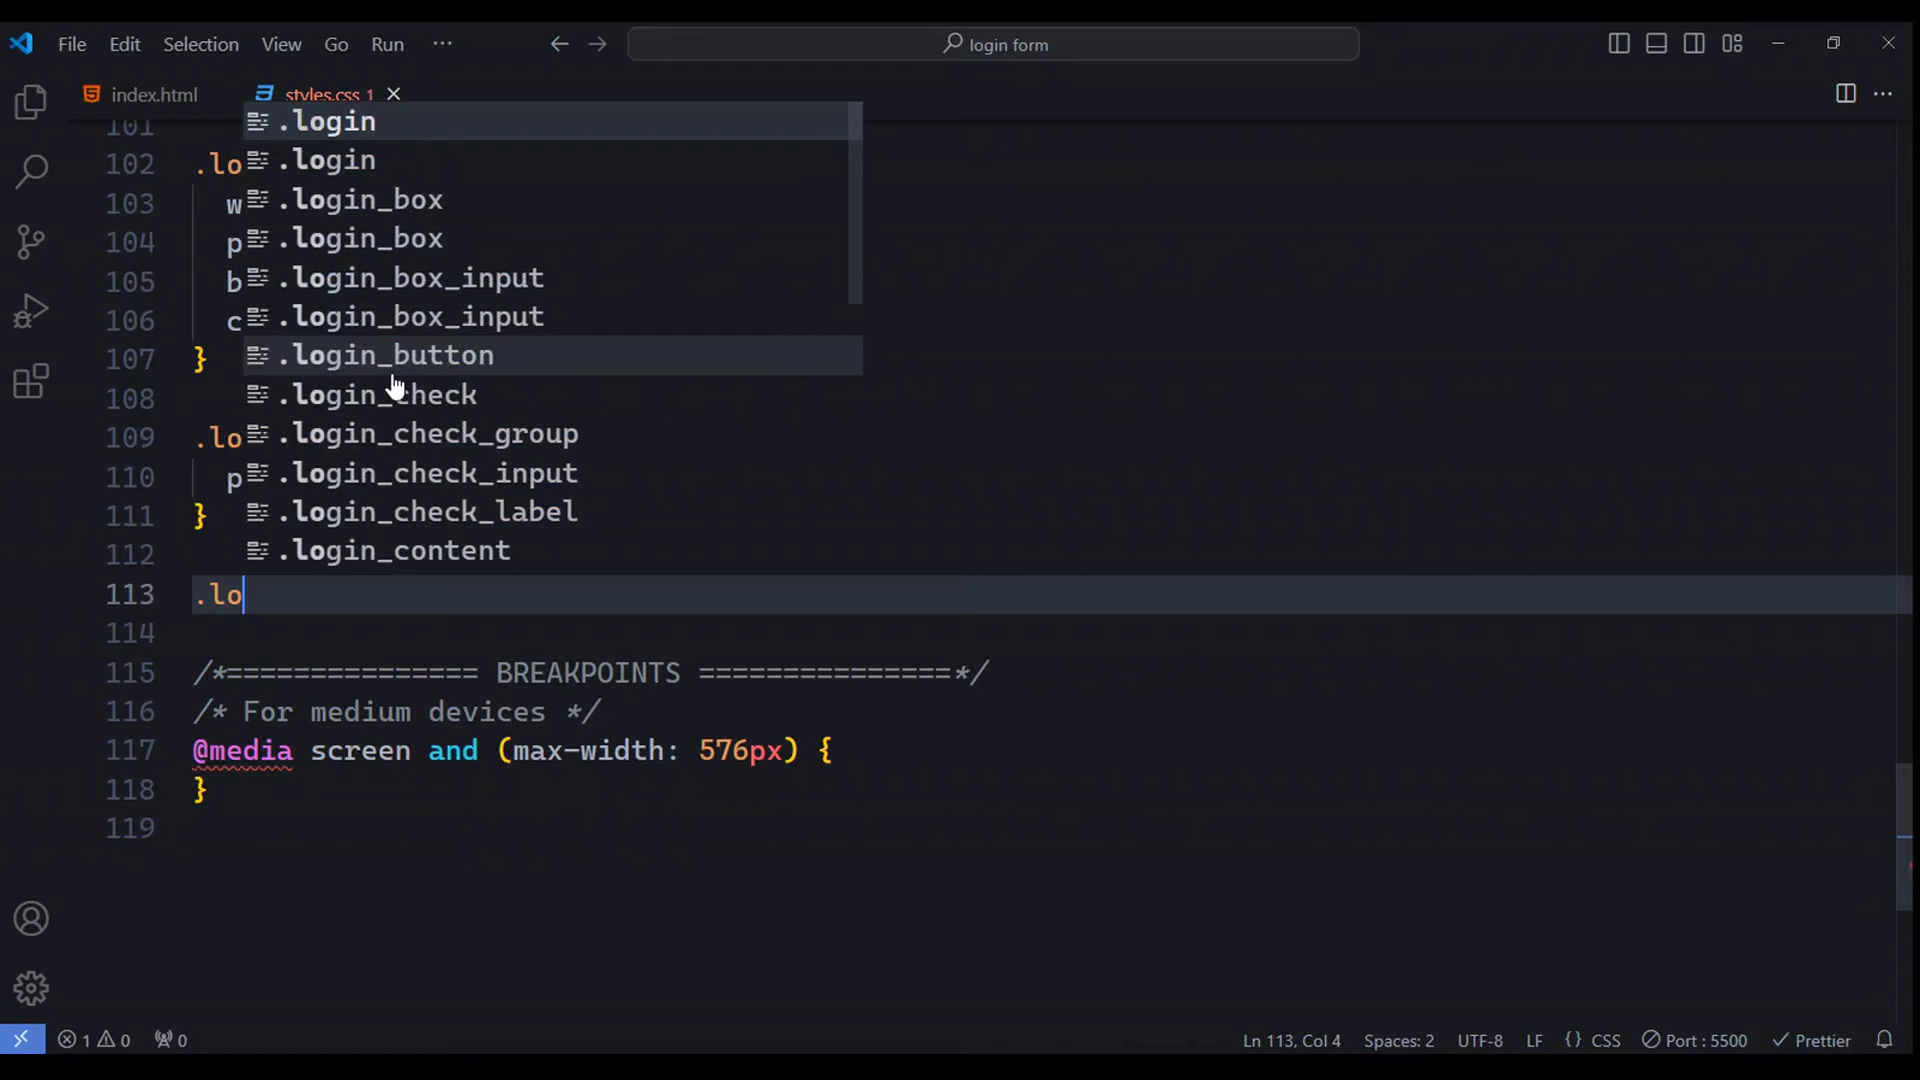 File Edit Selection View Go Run ··· login form
index.html styles.css 1
101
102 .lo
103 w
104 p
105 b
106 c
107 }
108
109 .lo
110 p
111 }
112
.login
.login
.login_box
.login_box
.login_box_input
.login_box_input
.login_button
.login_check
.login_check_group
.login_check_input
.login_check_label
.login_content
113 .lo
114
115 /*=============== BREAKPOINTS ===============*/
116 /* For medium devices */
117 @media screen and (max-width: 576px) {
118 }
119
1 0 0 Ln 113, Col 4 Spaces: 2 UTF-8 LF {} CSS Port : 5500 Prettier